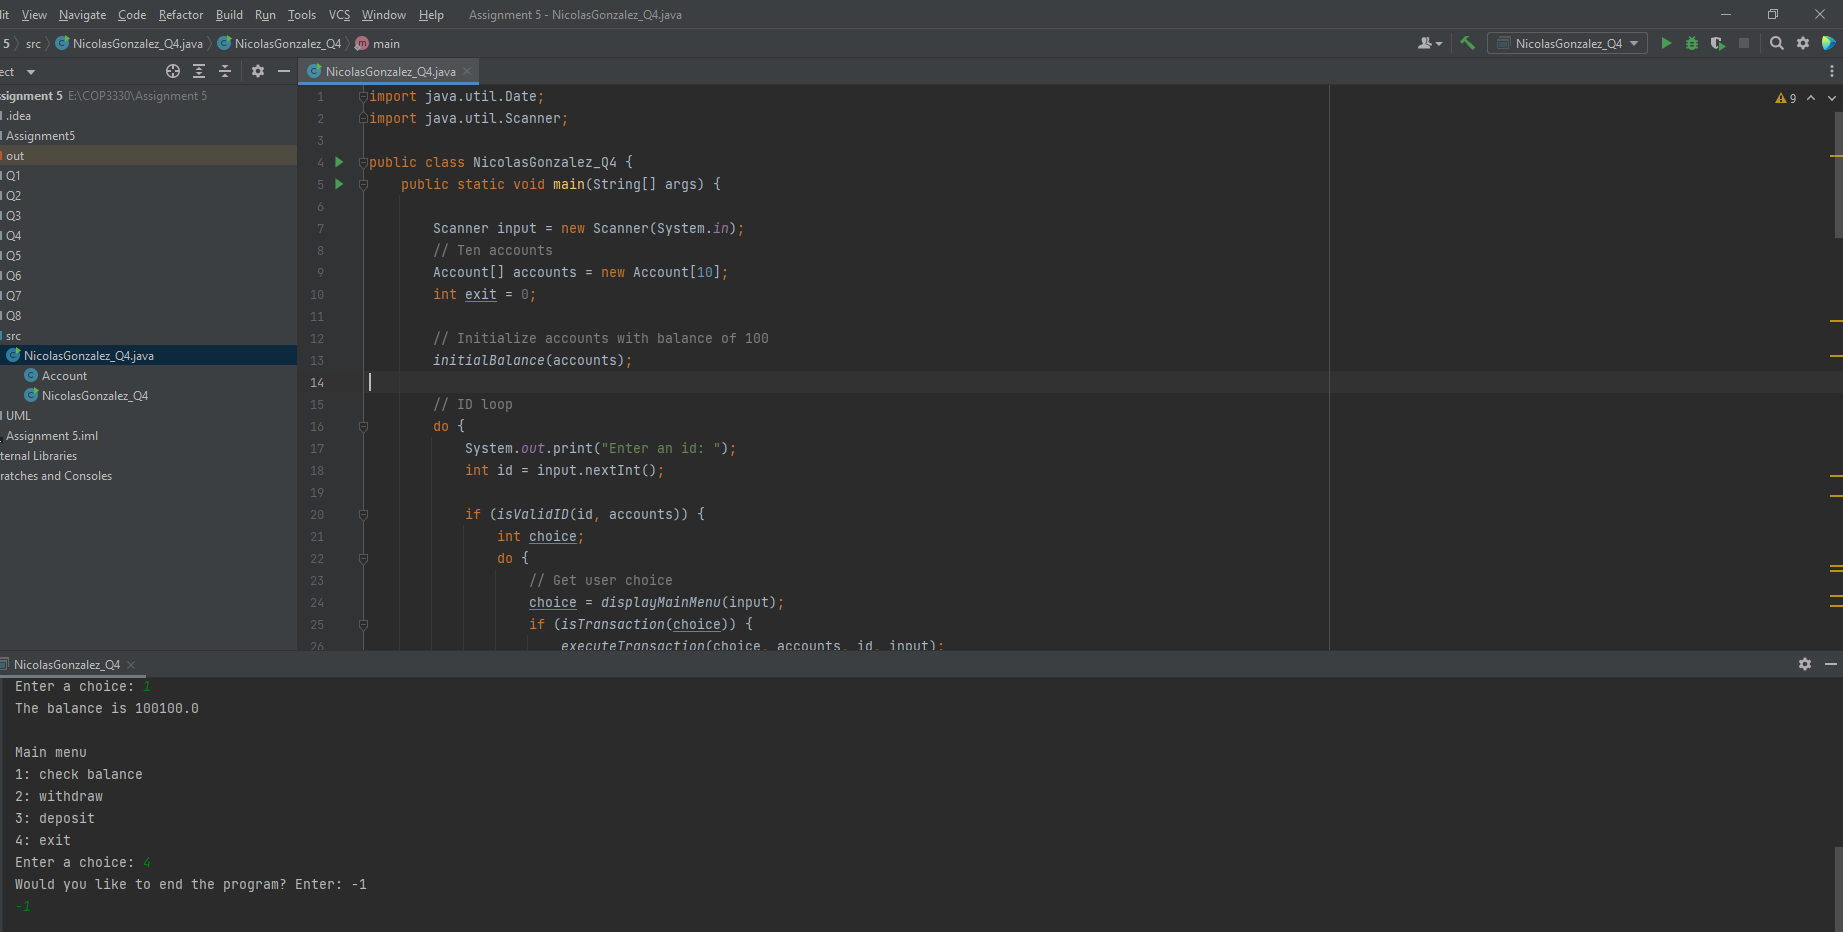 lit View Navigate Code Refactor Build Run Tools VCS Window Help Assignment 5 - NicolasGonzalez_Q4.java
5 src NicolasGonzalez_Q4.java NicolasGonzalez_Q4 main NicolasGonzalez_Q4
ect NicolasGonzalez_Q4.java
ssignment 5 E:\COP3330\Assignment 5
.idea
Assignment5
out
Q1
Q2
Q3
Q4
Q5
Q6
Q7
Q8
src
NicolasGonzalez_Q4.java
Account
NicolasGonzalez_Q4
UML
Assignment 5.iml
ternal Libraries
ratches and Consoles
9
1 import java.util.Date;
2 import java.util.Scanner;
3
4 public class NicolasGonzalez_Q4 {
5 public static void main(String[] args) {
6
7 Scanner input = new Scanner(System.in);
8 // Ten accounts
9 Account[] accounts = new Account[10];
10 int exit = 0;
11
12 // Initialize accounts with balance of 100
13 initialBalance(accounts);
14
15 // ID loop
16 do {
17 System.out.print("Enter an id: ");
18 int id = input.nextInt();
19
20 if (isValidID(id, accounts)) {
21 int choice;
22 do {
23 // Get user choice
24 choice = displayMainMenu(input);
25 if (isTransaction(choice)) {
26 executeTransaction(choice, accounts, id, input);
NicolasGonzalez_Q4
Enter a choice: 1
The balance is 100100.0
Main menu
1: check balance
2: withdraw
3: deposit
4: exit
Enter a choice: 4
Would you like to end the program? Enter: -1
-1